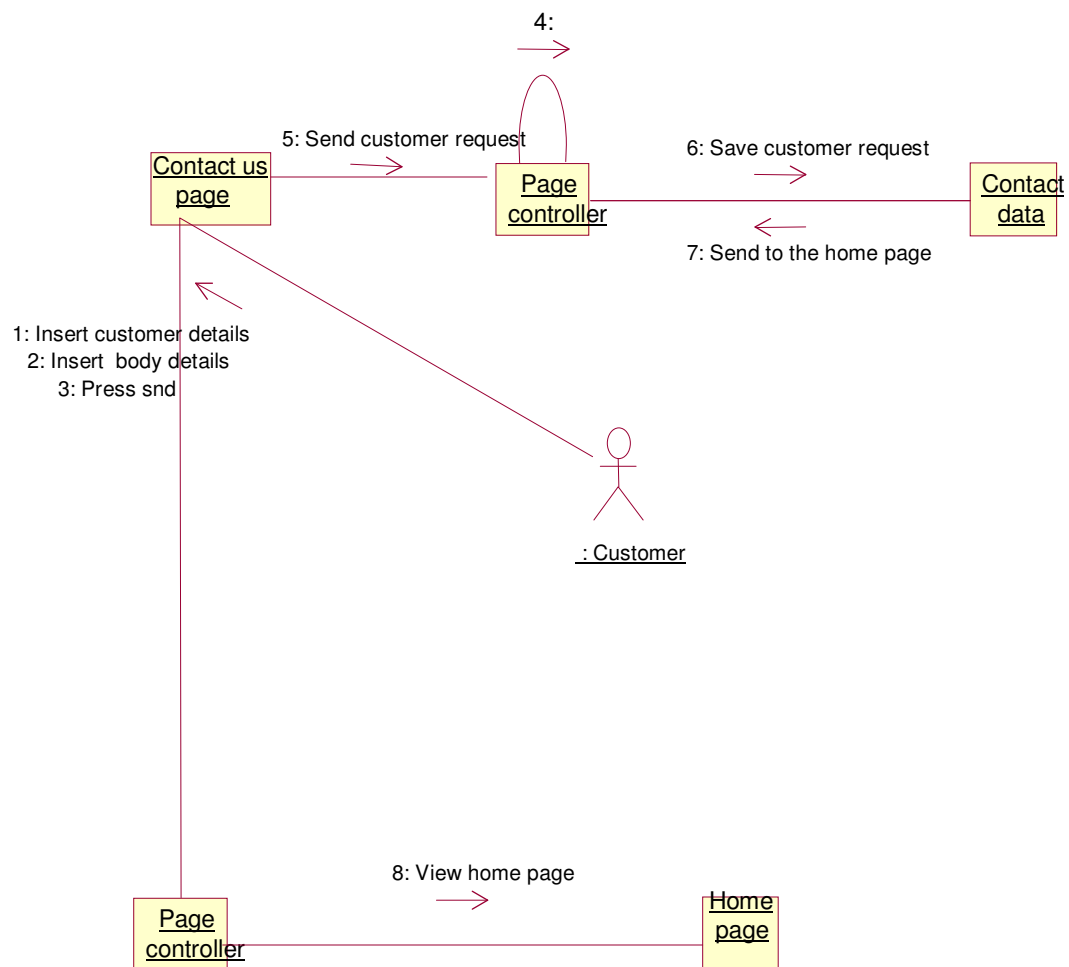 4:
5: Send customer request
6: Save customer request
Contact us
page
Page
controller
Contact
data
7: Send to the home page
1: Insert customer details
2: Insert  body details
3: Press snd
_: Customer
8: View home page
Page
controller
Home
page